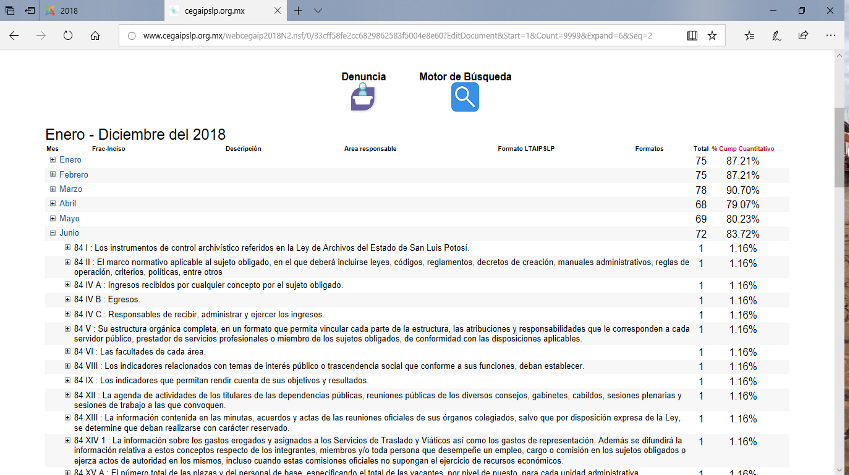 2018
cegaipslp.org.mx
www.cegaipslp.org.mx/webcegaip2018N2.nsf/0/33cff58fe2cc6829862583f5004e8e60?EditDocument&Start=1&Count=9999&Expand=6&Seq=2
Denuncia Motor de Búsqueda
Enero - Diciembre del 2018
Mes Frac-Inciso Descripción Area responsable Formato LTAIPSLP Formatos Total % Cump Cuantitativo
Enero 75 87.21%
Febrero 75 87.21%
Marzo 78 90.70%
Abril 68 79.07%
Mayo 69 80.23%
Junio 72 83.72%
84 I : Los instrumentos de control archivístico referidos en la Ley de Archivos del Estado de San Luis Potosí. 1 1.16%
84 II : El marco normativo aplicable al sujeto obligado, en el que deberá incluirse leyes, códigos, reglamentos, decretos de creación, manuales administrativos, reglas de 1 1.16%
operación, criterios, políticas, entre otros
84 IV A : Ingresos recibidos por cualquier concepto por el sujeto obligado. 1 1.16%
84 IV B : Egresos. 1 1.16%
84 IV C : Responsables de recibir, administrar y ejercer los ingresos. 1 1.16%
84 V : Su estructura orgánica completa, en un formato que permita vincular cada parte de la estructura, las atribuciones y responsabilidades que le corresponden a cada 1 1.16%
servidor público, prestador de servicios profesionales o miembro de los sujetos obligados, de conformidad con las disposiciones aplicables.
84 VI : Las facultades de cada área. 1 1.16%
84 VIII : Los indicadores relacionados con temas de interés público o trascendencia social que conforme a sus funciones, deban establecer. 1 1.16%
84 IX : Los indicadores que permitan rendir cuenta de sus objetivos y resultados. 1 1.16%
84 XII : La agenda de actividades de los titulares de las dependencias públicas, reuniones públicas de los diversos consejos, gabinetes, cabildos, sesiones plenarias y 1 1.16%
sesiones de trabajo a las que convoquen.
84 XIII : La información contenida en las minutas, acuerdos y actas de las reuniones oficiales de sus órganos colegiados, salvo que por disposición expresa de la Ley, 1 1.16%
se determine que deban realizarse con carácter reservado.
84 XIV 1 : La información sobre los gastos erogados y asignados a los Servicios de Traslado y Viáticos así como los gastos de representación. Además se difundirá la 1 1.16%
información relativa a estos conceptos respecto de los integrantes, miembros y/o toda persona que desempeñe un empleo, cargo o comisión en los sujetos obligados o
ejerza actos de autoridad en los mismos, incluso cuando estas comisiones oficiales no supongan el ejercicio de recursos económicos.
84 XV A : El número total de las plazas y del personal de base, especificando el total de las vacantes, por nivel de puesto, para cada unidad administrativa. 1 1.16%